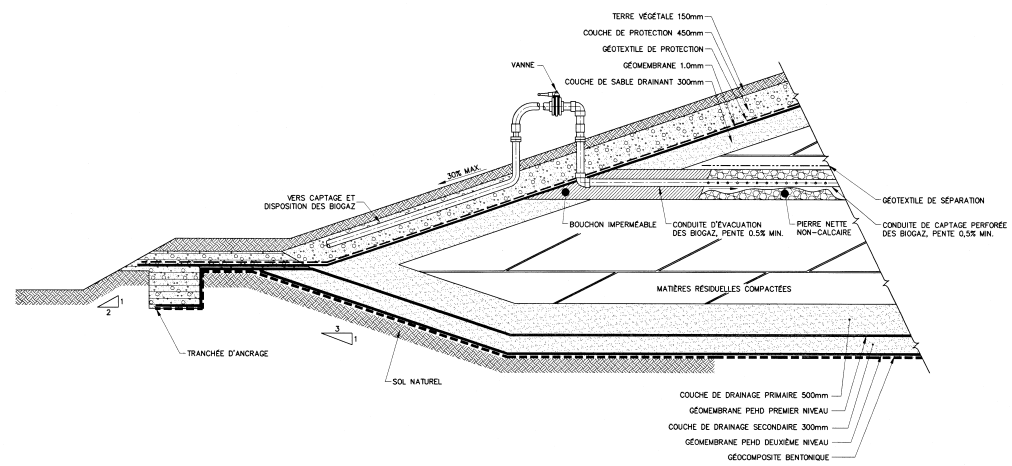 TERRE VÉGÉTALE 150mm
COUCHE DE PROTECTION 450mm
GÉOTEXTILE DE PROTECTION
GÉOMEMBRANE 1.0mm
COUCHE DE SABLE DRAINANT 300mm
VANNE
30% MAX.
VERS CAPTAGE ET
DISPOSITION DES BIOGAZ
GÉOTEXTILE DE SÉPARATION
BOUCHON IMPERMÉABLE
CONDUITE D'ÉVACUATION
DES BIOGAZ, PENTE 0.5% MIN.
PIERRE NETTE
NON-CALCAIRE
CONDUITE DE CAPTAGE PERFORÉE
DES BIOGAZ, PENTE 0,5% MIN.
MATIÈRES RÉSIDUELLES COMPACTÉES
1
2
3
1
TRANCHÉE D'ANCRAGE
SOL NATUREL
COUCHE DE DRAINAGE PRIMAIRE 500mm
GÉOMEMBRANE PEHD PREMIER NIVEAU
COUCHE DE DRAINAGE SECONDAIRE 300mm
GÉOMEMBRANE PEHD DEUXIÈME NIVEAU
GÉOCOMPOSITE BENTONIQUE